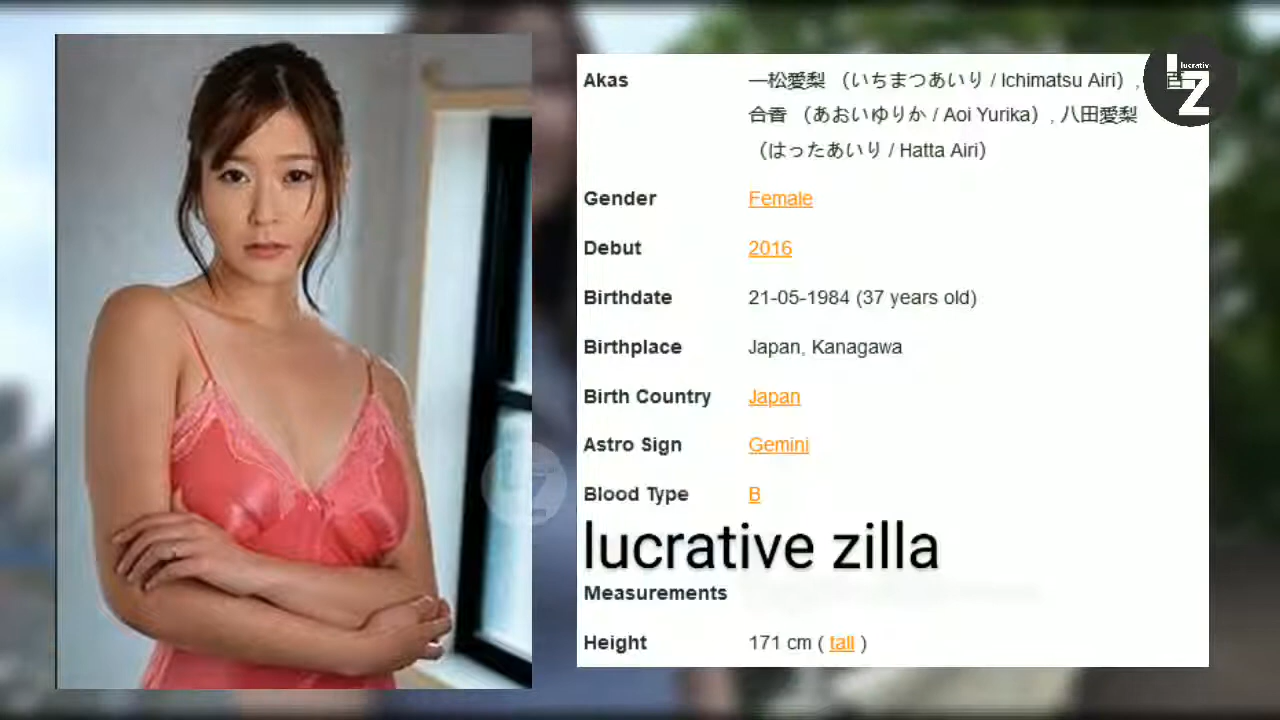 Akas 一松愛梨 （いちまつあいり / Ichimatsu Airi）,
合香 （あおいゆりか / Aoi Yurika）, 八田愛梨
（はったあいり / Hatta Airi）
Gender Female
Debut 2016
Birthdate 21-05-1984 (37 years old)
Birthplace Japan, Kanagawa
Birth Country Japan
Astro Sign Gemini
Blood Type B
lucrative zilla
Measurements
Height 171 cm ( tall )
lucrativ
LZ